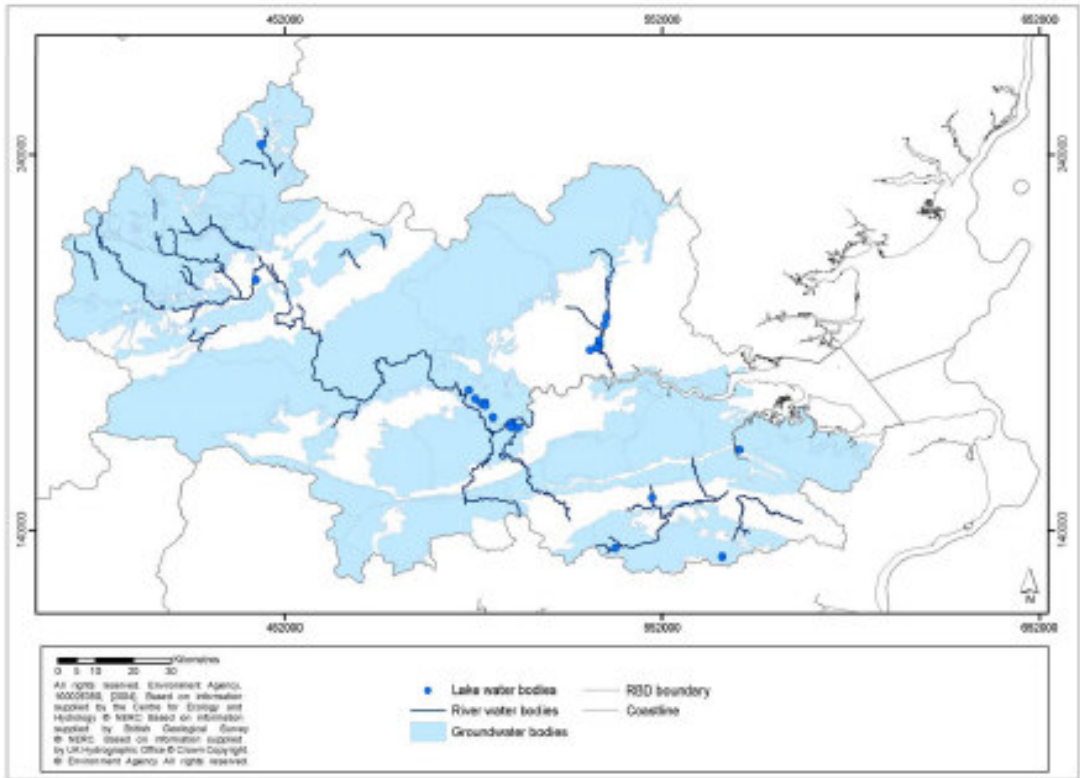 452000 552000 652000
240000 240000
140000 140000
452000 552000 652000
N
Kilometres
0 5 10 20 30
All rights reserved. Environment Agency,
[2004]. Based on information
supplied by the Centre for Ecology and
Hydrology © NERC. Based on information
supplied by British Geological Survey
© NERC. Based on information supplied
by UK Hydrographic Office © Crown Copyright.
© Environment Agency All rights reserved.
Lake water bodies
River water bodies
Groundwater bodies
RBD boundary
Coastline